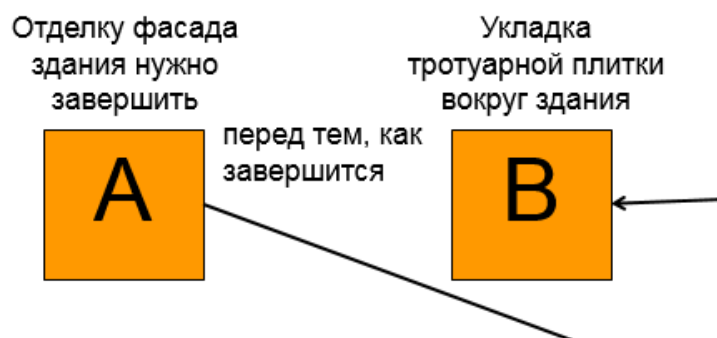 Отделку фасада
здания нужно
завершить
перед тем, как
завершится
Укладка
тротуарной плитки
вокруг здания
A
B